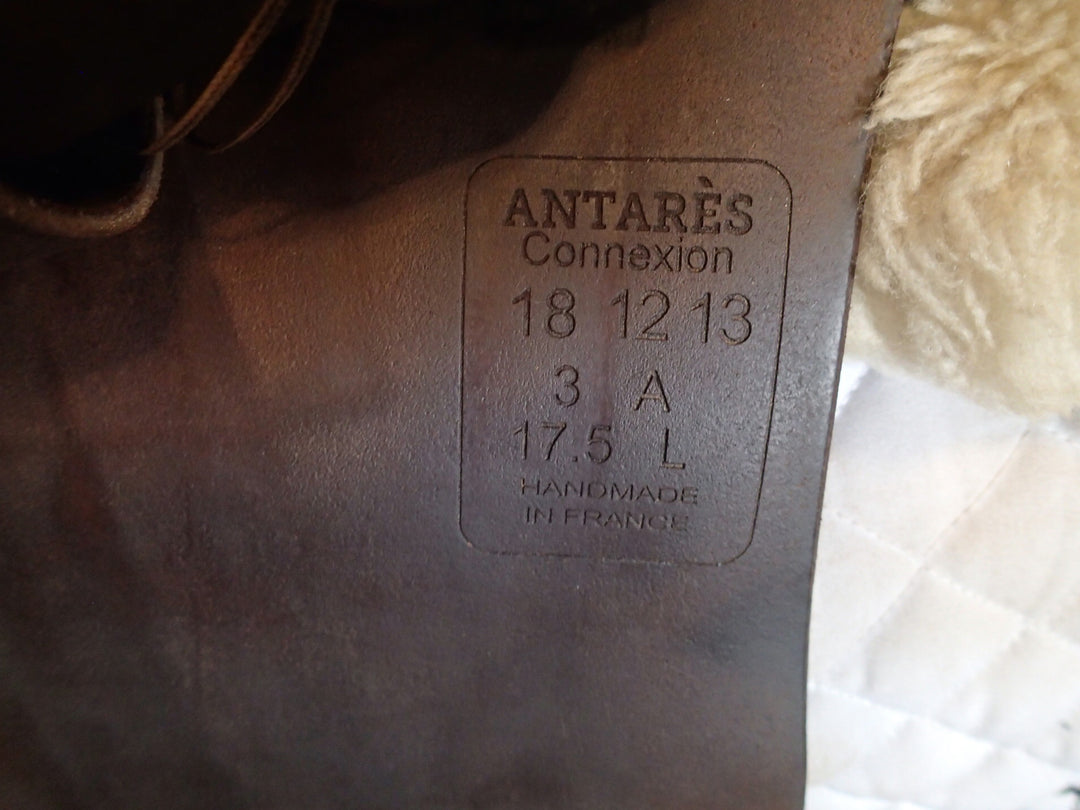 ANTARÈS
Connexion
18 12 13
3 A
17.5 L
HANDMADE
IN FRANCE